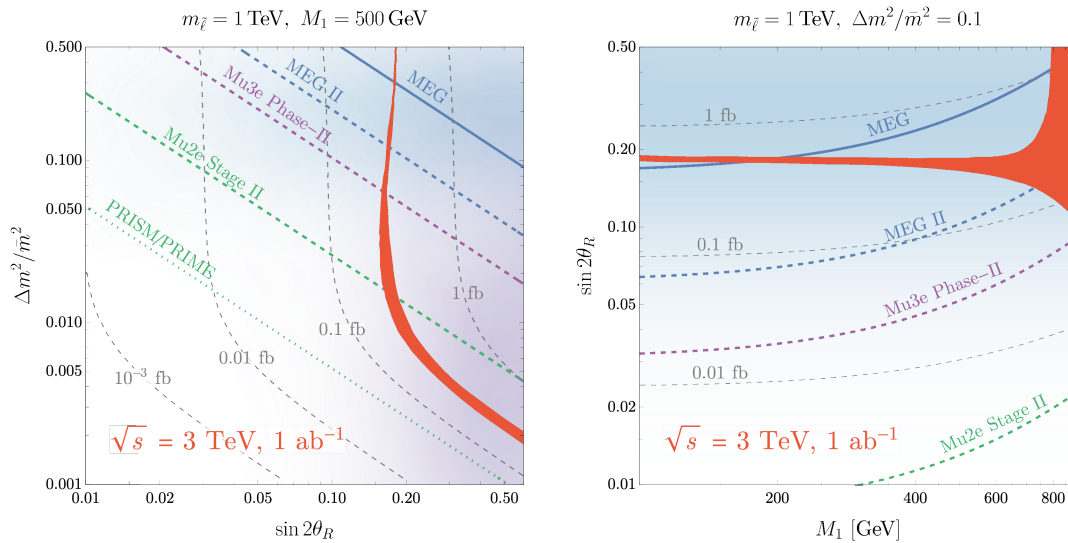 m_ℓ̃ = 1 TeV, M₁ = 500 GeV
0.500
0.100
0.050
0.010
0.005
0.001
Δm²/m̄²
MEG
MEG II
Mu3e Phase−II
Mu2e Stage II
PRISM/PRIME
1 fb
0.1 fb
0.01 fb
10⁻³ fb
√s = 3 TeV, 1 ab⁻¹
0.01
0.02
0.05
0.10
0.20
0.50
sin 2θ_R
m_ℓ̃ = 1 TeV, Δm²/m̄² = 0.1
0.50
0.20
0.10
0.05
0.02
0.01
sin 2θ_R
1 fb
MEG
0.1 fb
MEG II
Mu3e Phase−II
0.01 fb
Mu2e Stage II
√s = 3 TeV, 1 ab⁻¹
200
400
600
800
M₁ [GeV]